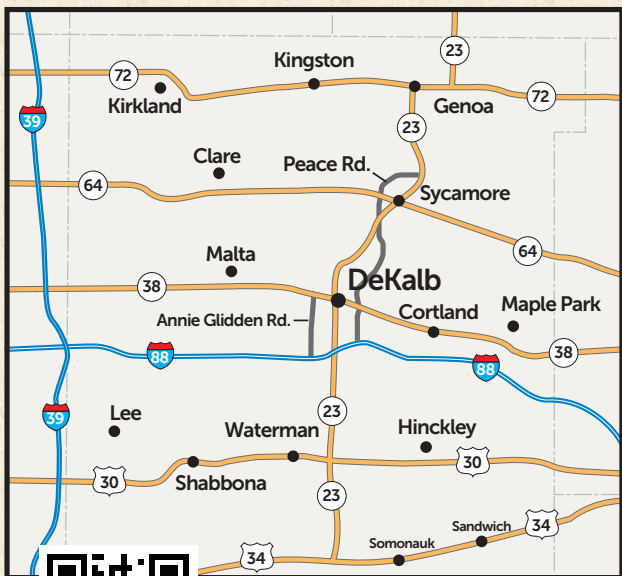 23
Kingston
72
Kirkland
Genoa
72
39
23
Clare
Peace Rd.
64
Sycamore
Malta
64
38
DeKalb
Annie Glidden Rd.
Cortland
Maple Park
88
38
88
39
Lee
23
Waterman
Hinckley
30
Shabbona
30
23
Sandwich
34
34
Somonauk